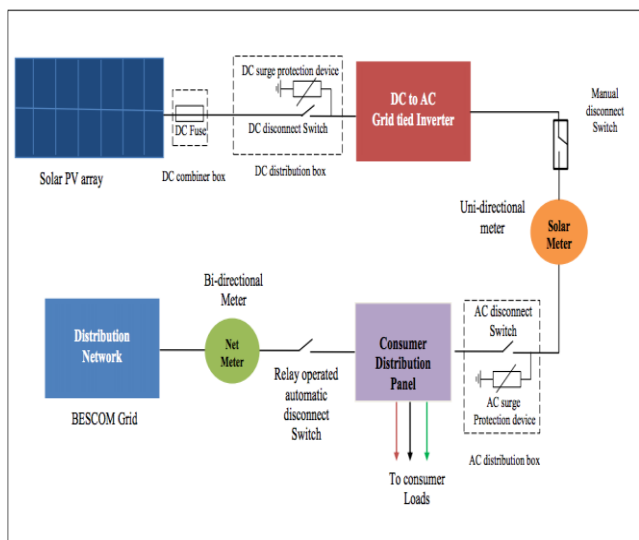 DC surge protection device
DC Fuse
DC disconnect Switch
Solar PV array
DC combiner box
DC distribution box
DC to AC
Grid tied Inverter
Manual
disconnect
Switch
Uni-directional
meter
Solar
Meter
Bi-directional
Meter
Distribution
Network
BESCOM Grid
Net
Meter
Relay operated
automatic
disconnect
Switch
Consumer
Distribution
Panel
To consumer
Loads
AC disconnect
Switch
AC surge
Protection device
AC distribution box